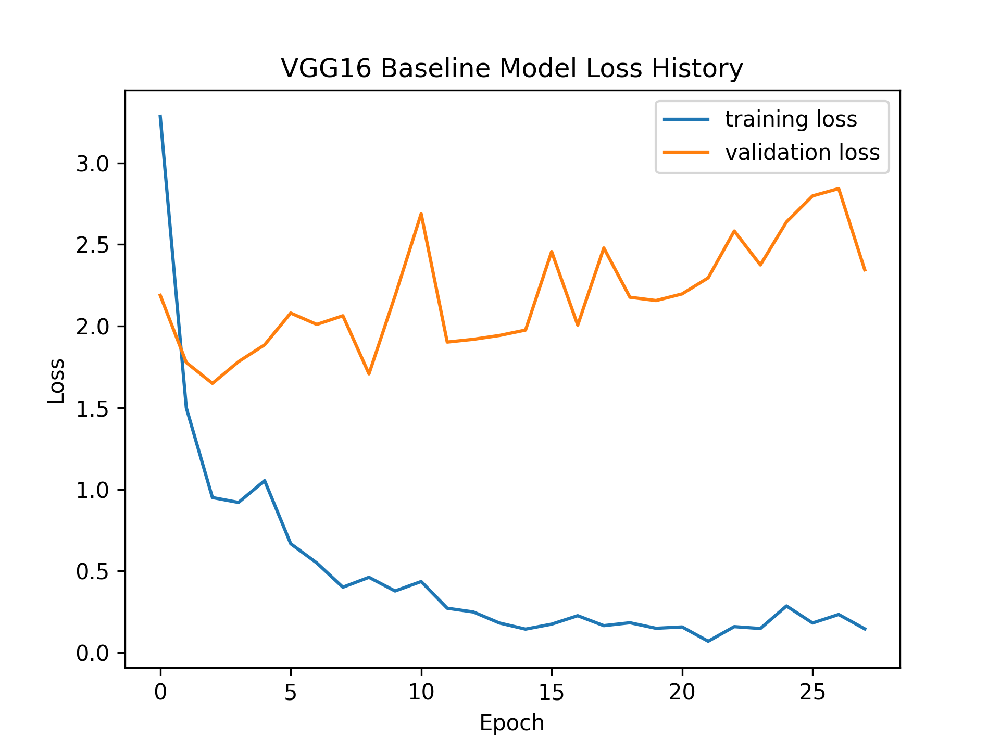 VGG16 Baseline Model Loss History
training loss
validation loss
3.0
2.5
2.0
1.5
1.0
0.5
0.0
Loss
0 5 10 15 20 25
Epoch